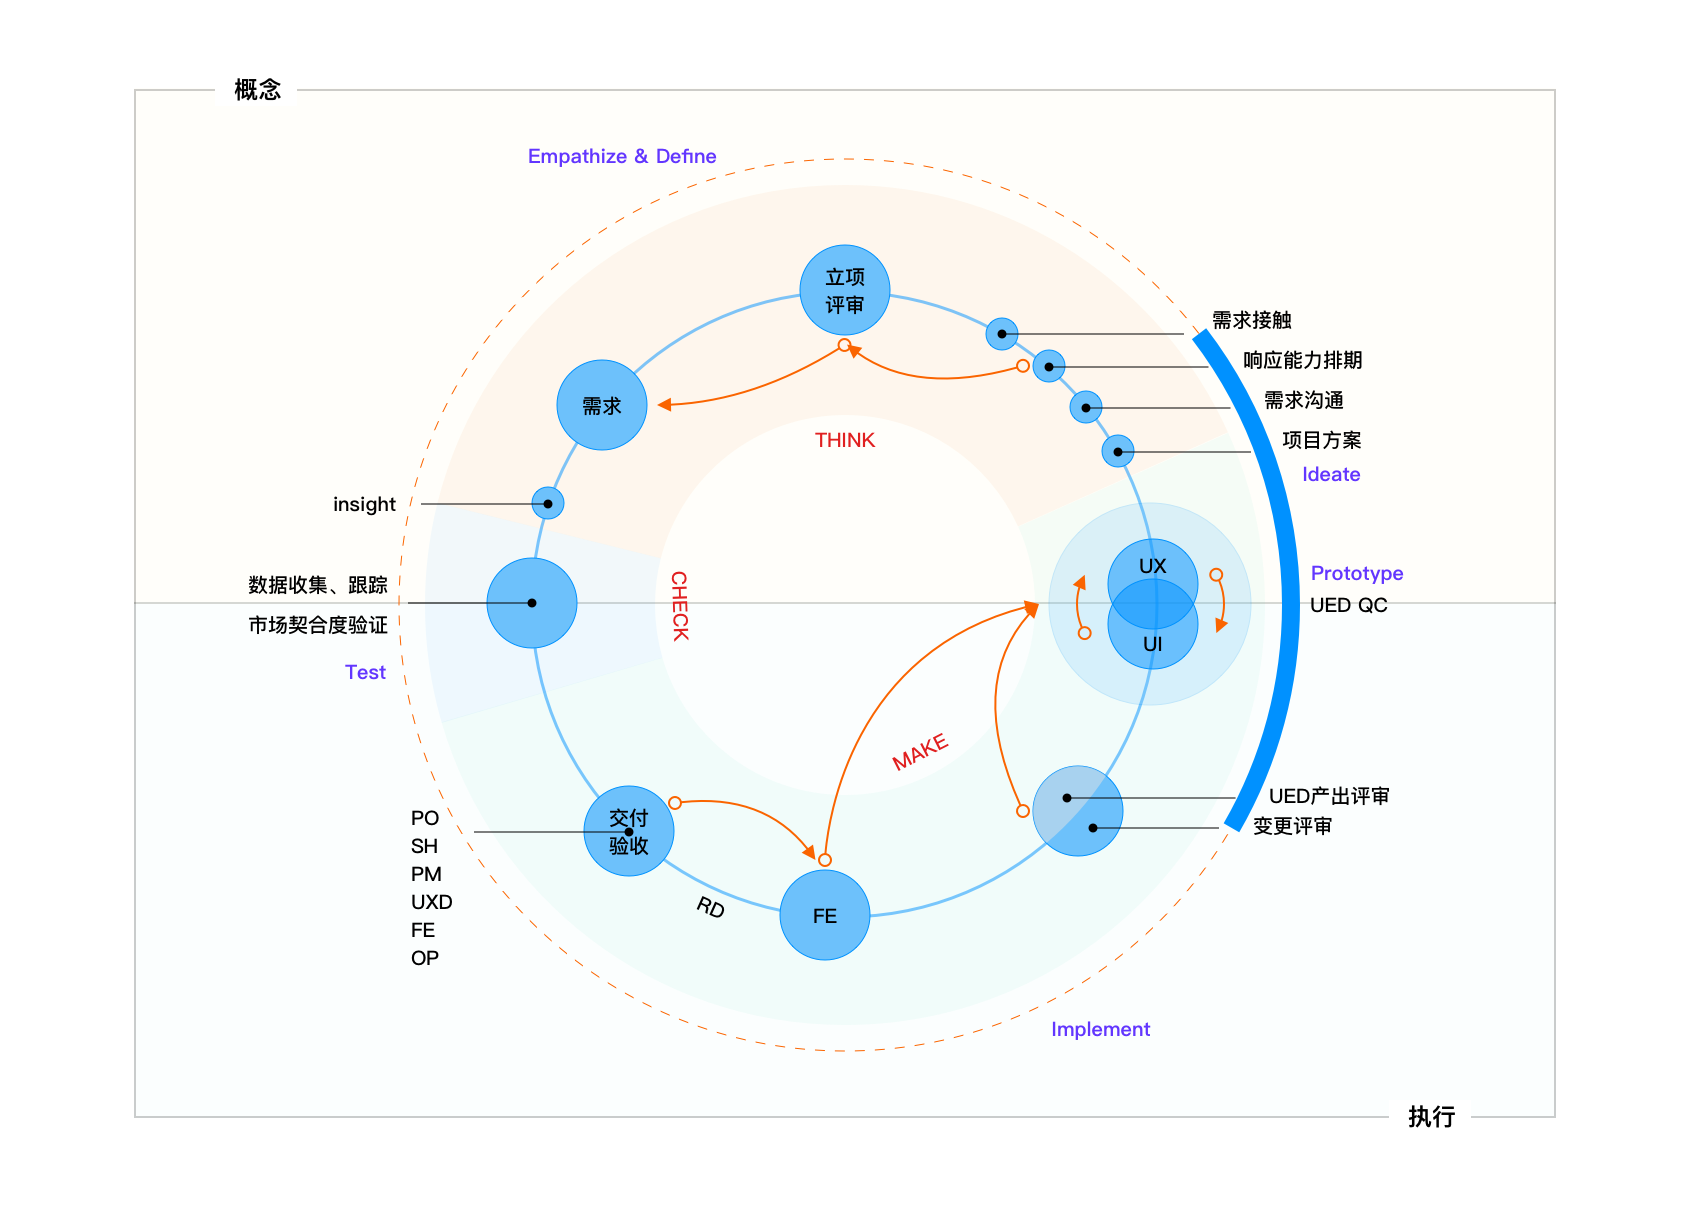 概念
Empathize & Define
立项
评审
需求接触
响应能力排期
需求沟通
项目方案
Ideate
需求
THINK
insight
数据收集、跟踪
市场契合度验证
Test
CHECK
UX
UI
Prototype
UED QC
MAKE
UED产出评审
变更评审
交付
验收
PO
SH
PM
UXD
FE
OP
RD
FE
Implement
执行